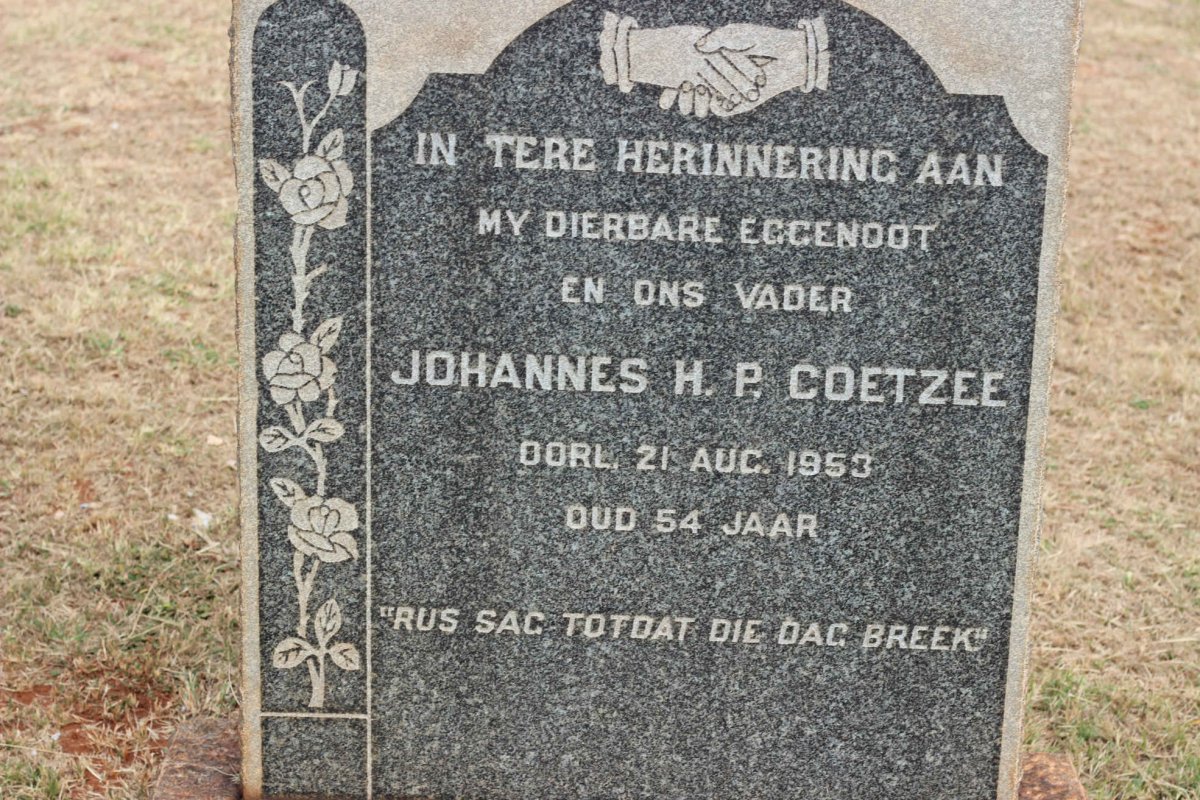 IN TERE HERINNERING AAN
MY DIERBARE EGGENOOT
EN ONS VADER
JOHANNES H. P. COETZEE
OORL. 21 AUG. 1953
OUD 54 JAAR
"RUS SAG TOTDAT DIE DAG BREEK"